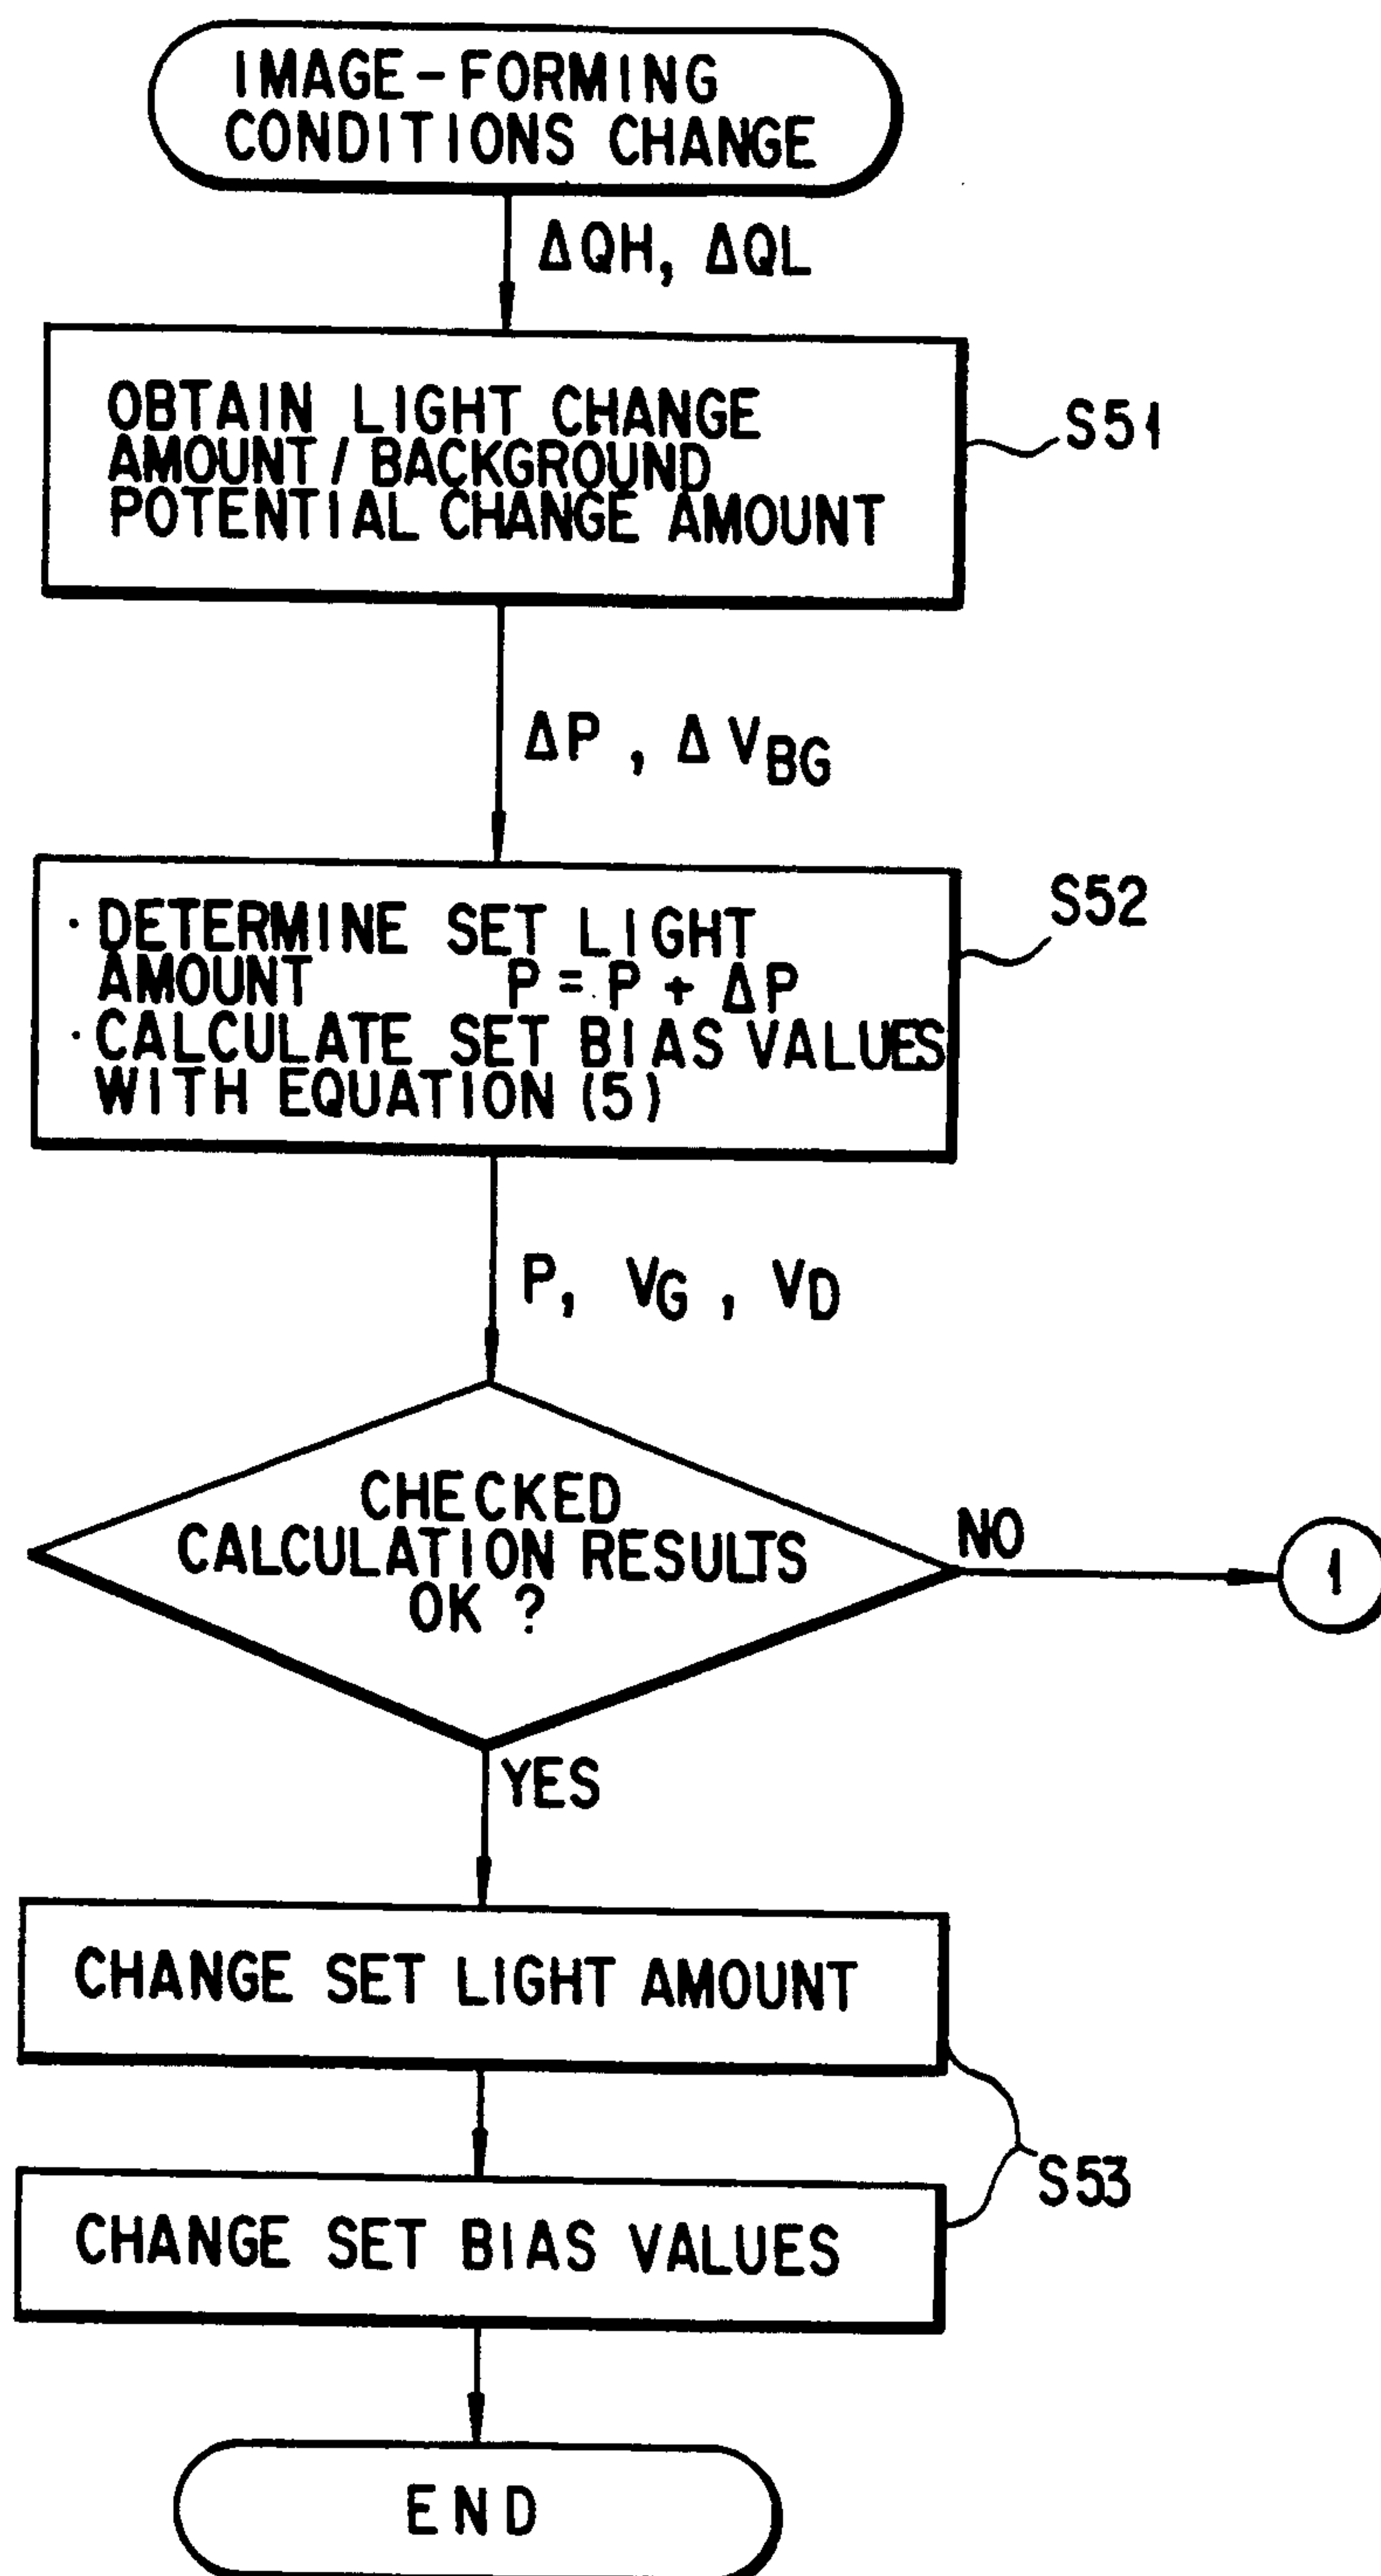 IMAGE-FORMING
CONDITIONS CHANGE
ΔQH, ΔQL
OBTAIN LIGHT CHANGE
AMOUNT / BACKGROUND
POTENTIAL CHANGE AMOUNT
S51
ΔP , ΔVBG
· DETERMINE SET LIGHT
AMOUNT P = P + ΔP
· CALCULATE SET BIAS VALUES
WITH EQUATION (5)
S52
P, VG , VD
CHECKED
CALCULATION RESULTS
OK ?
NO
1
YES
CHANGE SET LIGHT AMOUNT
CHANGE SET BIAS VALUES
S53
END